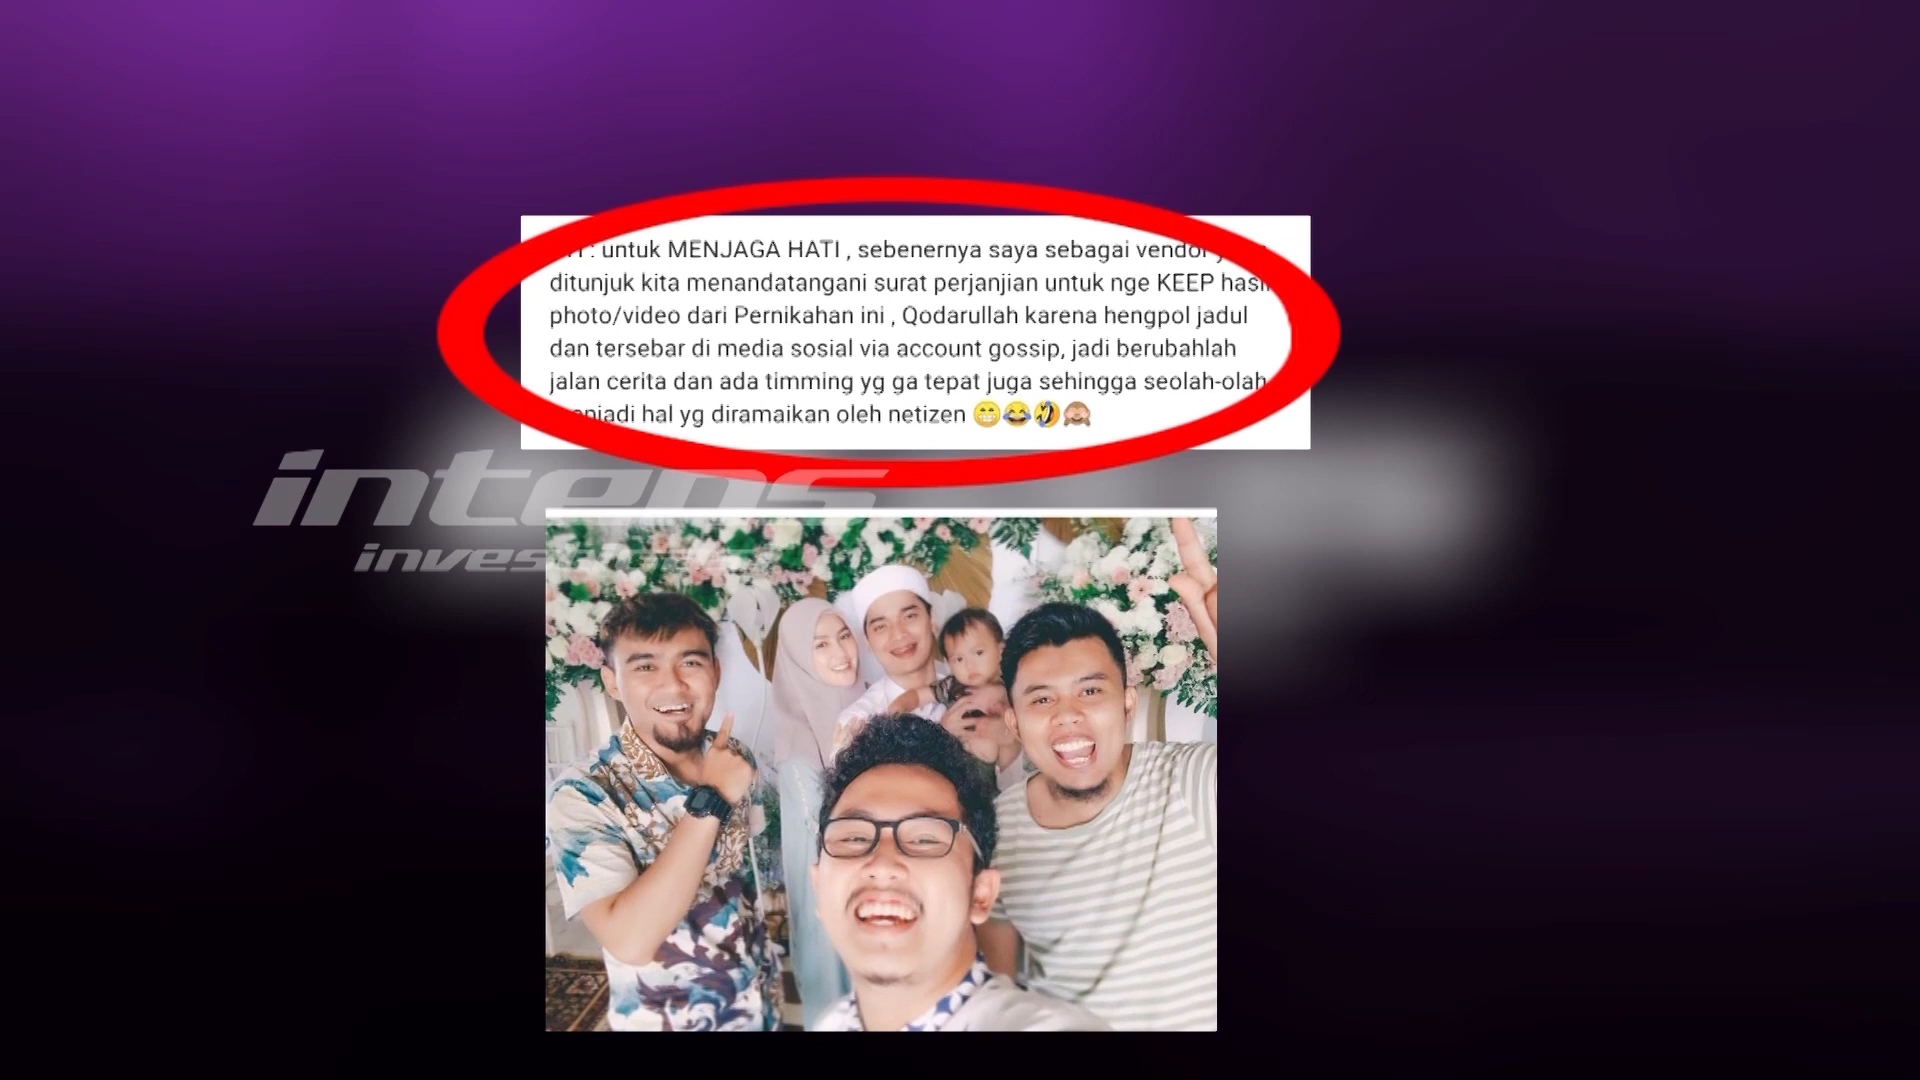 : untuk MENJAGA HATI , sebenernya saya sebagai vendor
ditunjuk kita menandatangani surat perjanjian untuk nge KEEP hasil
photo/video dari Pernikahan ini , Qodarullah karena hengpol jadul
dan tersebar di media sosial via account gossip, jadi berubahlah
jalan cerita dan ada timming yg ga tepat juga sehingga seolah-olah
hal yg diramaikan oleh netizen 😁😂🤣🙈
intens